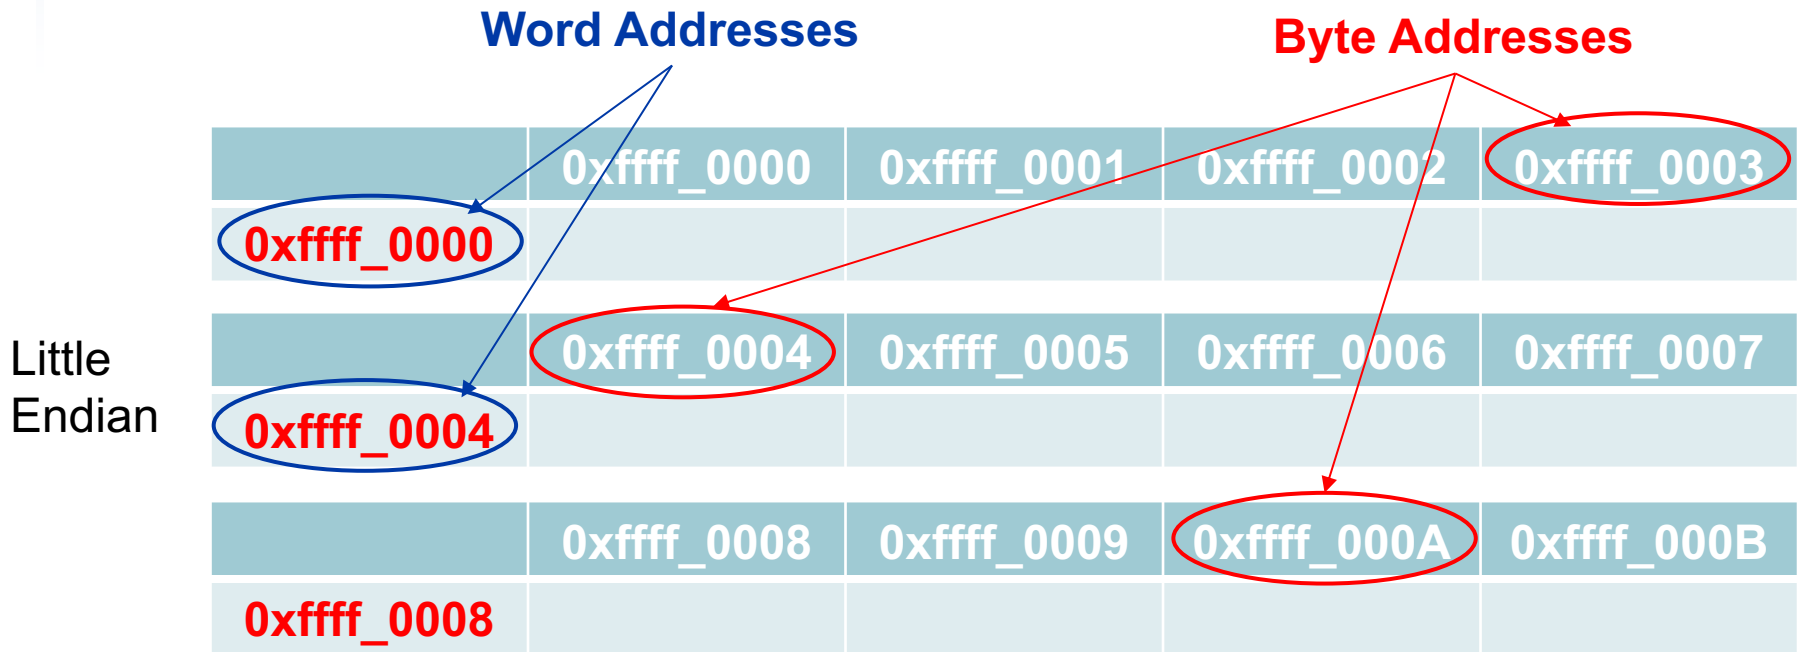 Word Addresses
Byte Addresses
0xffff_0000 0xffff_0001 0xffff_0002 0xffff_0003
0xffff_0000
0xffff_0004 0xffff_0005 0xffff_0006 0xffff_0007
Little
Endian
0xffff_0004
0xffff_0008 0xffff_0009 0xffff_000A 0xffff_000B
0xffff_0008